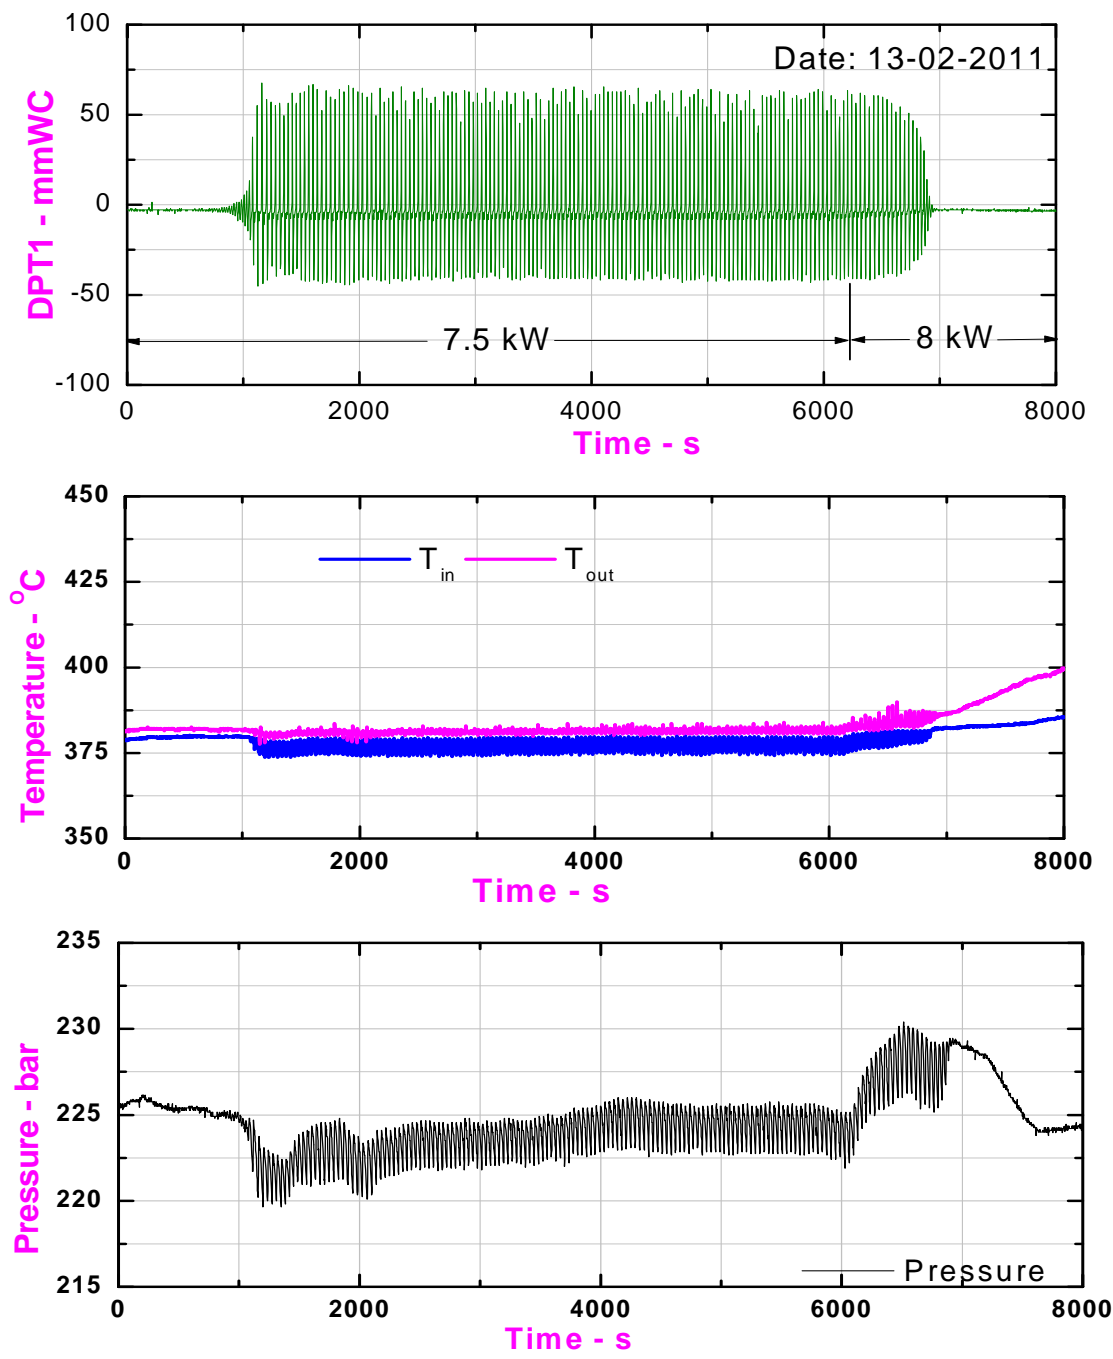 100
50
0
-50
-100
DPT1 - mmWC
Date: 13-02-2011
7.5 kW
8 kW
0 2000 4000 6000 8000
Time - s
450
425
400
375
350
Temperature - °C
T in T out
0 2000 4000 6000 8000
Time - s
235
230
225
220
215
Pressure - bar
Pressure
0 2000 4000 6000 8000
Time - s